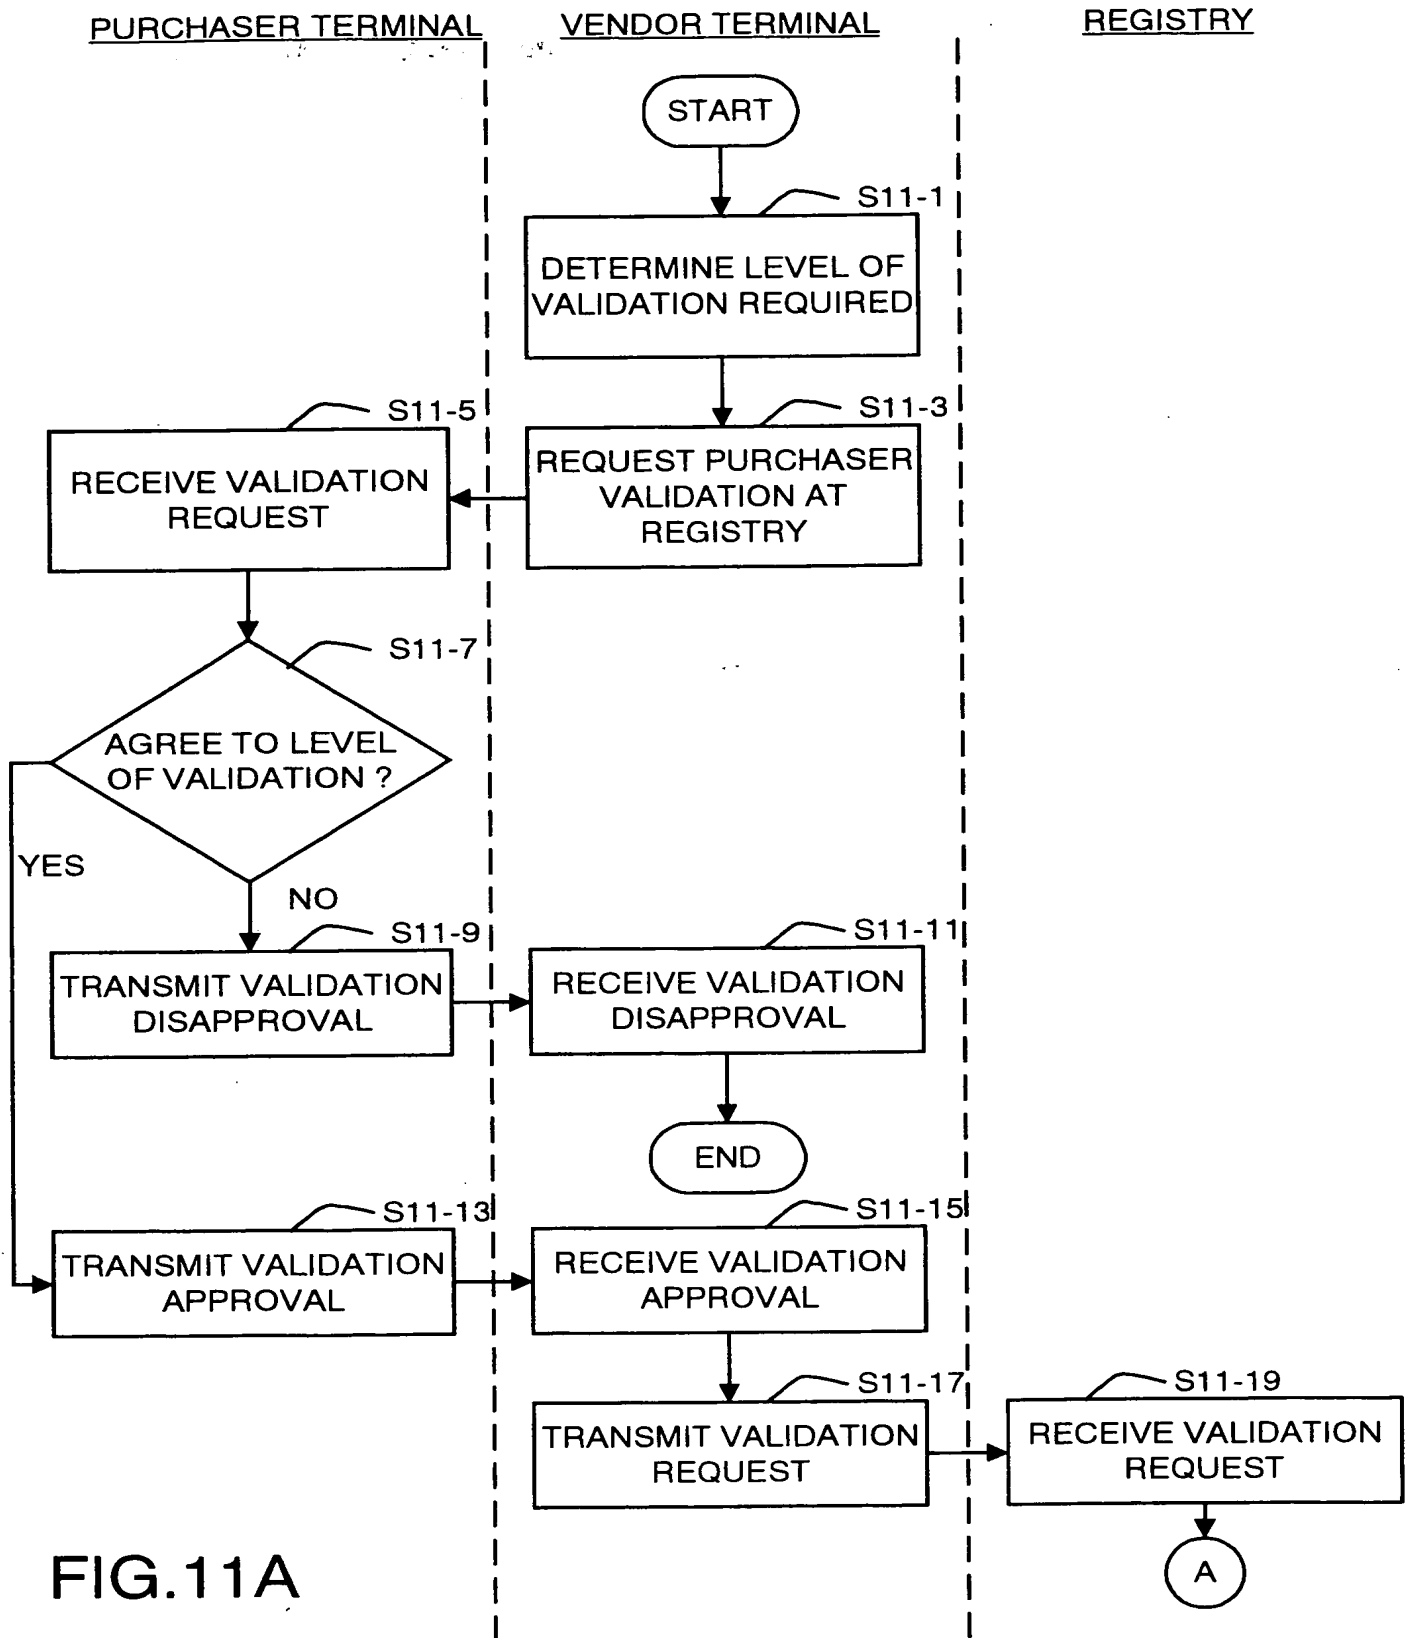 PURCHASER TERMINAL
VENDOR TERMINAL
REGISTRY
START
S11-1
DETERMINE LEVEL OF
VALIDATION REQUIRED
S11-3
REQUEST PURCHASER
VALIDATION AT
REGISTRY
S11-5
RECEIVE VALIDATION
REQUEST
S11-7
AGREE TO LEVEL
OF VALIDATION ?
YES
NO
S11-9
TRANSMIT VALIDATION
DISAPPROVAL
S11-11
RECEIVE VALIDATION
DISAPPROVAL
END
S11-13
TRANSMIT VALIDATION
APPROVAL
S11-15
RECEIVE VALIDATION
APPROVAL
S11-17
TRANSMIT VALIDATION
REQUEST
S11-19
RECEIVE VALIDATION
REQUEST
A
FIG.11A